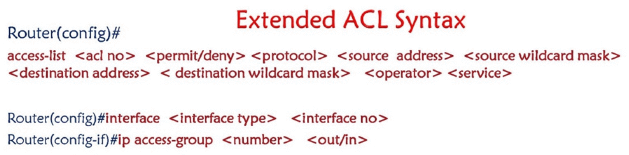 Extended ACL Syntax
Router(config)#
access-list <acl no> <permit/deny> <protocol> <source address> <source wildcard mask>
<destination address> < destination wildcard mask> <operator> <service>
Router(config)#interface <interface type> <interface no>
Router(config-if)#ip access-group <number> <out/in>